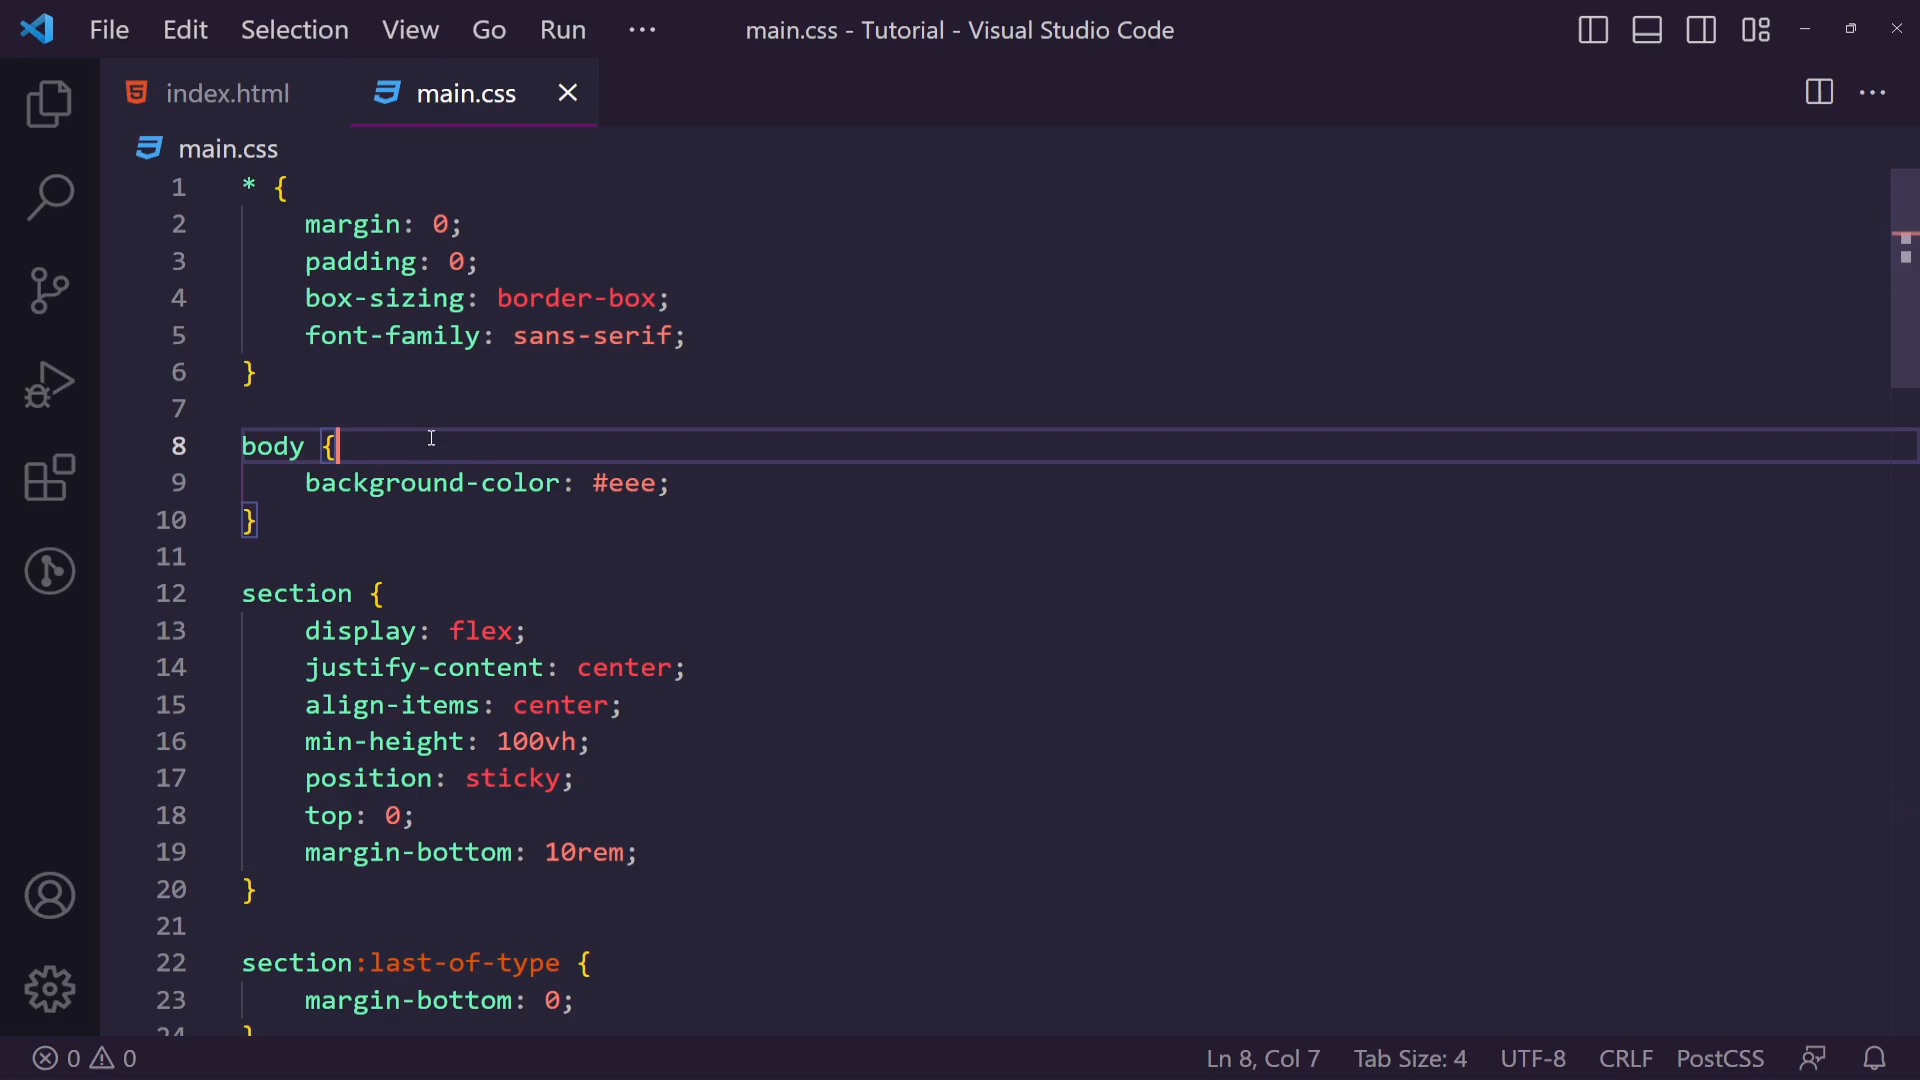 File Edit Selection View Go Run ··· main.css - Tutorial - Visual Studio Code
index.html main.css
main.css
1 * {
2 margin: 0;
3 padding: 0;
4 box-sizing: border-box;
5 font-family: sans-serif;
6 }
7
8 body {
9 background-color: #eee;
10 }
11
12 section {
13 display: flex;
14 justify-content: center;
15 align-items: center;
16 min-height: 100vh;
17 position: sticky;
18 top: 0;
19 margin-bottom: 10rem;
20 }
21
22 section:last-of-type {
23 margin-bottom: 0;
24 }
0 0 Ln 8, Col 7 Tab Size: 4 UTF-8 CRLF PostCSS